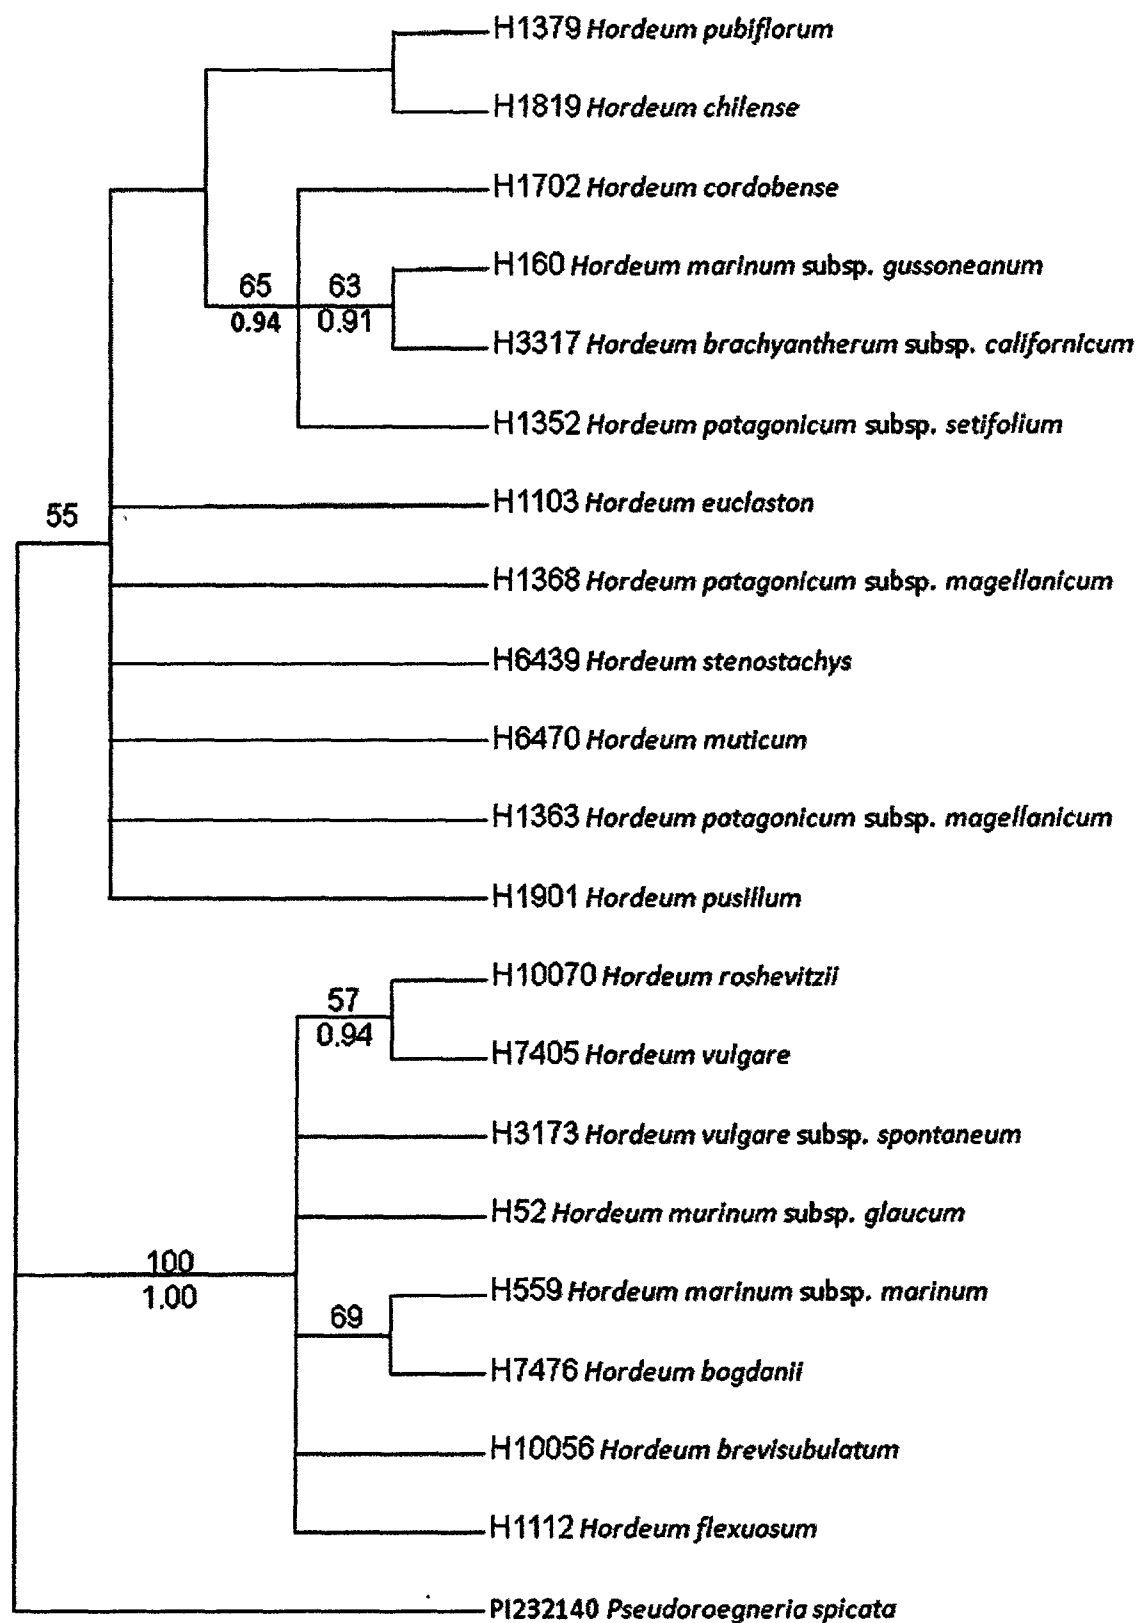 H1379 Hordeum pubiflorum
H1819 Hordeum chilense
H1702 Hordeum cordobense
H160 Hordeum marinum subsp. gussoneanum
65 63
0.94 0.91
H3317 Hordeum brachyantherum subsp. californicum
H1352 Hordeum patagonicum subsp. setifolium
H1103 Hordeum euclaston
55
H1368 Hordeum patagonicum subsp. magellanicum
H6439 Hordeum stenostachys
H6470 Hordeum muticum
H1363 Hordeum patagonicum subsp. magellanicum
H1901 Hordeum pusillum
H10070 Hordeum roshevitzii
57
0.94
H7405 Hordeum vulgare
H3173 Hordeum vulgare subsp. spontaneum
H52 Hordeum murinum subsp. glaucum
100
1.00
H559 Hordeum marinum subsp. marinum
69
H7476 Hordeum bogdanii
H10056 Hordeum brevisubulatum
H1112 Hordeum flexuosum
PI232140 Pseudoroegneria spicata